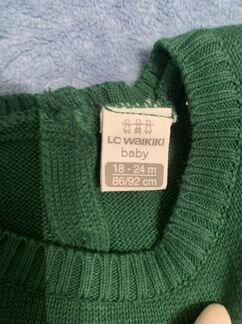 LC WAIKIKI
baby
18 - 24 m
86/92 cm